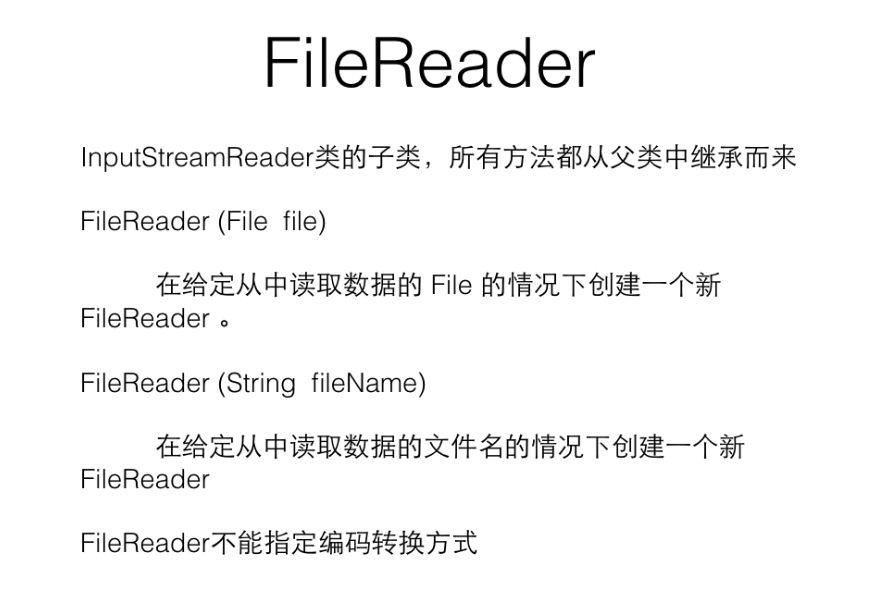 FileReader
InputStreamReader类的子类，所有方法都从父类中继承而来
FileReader (File  file)
在给定从中读取数据的 File 的情况下创建一个新
FileReader 。
FileReader (String  fileName)
在给定从中读取数据的文件名的情况下创建一个新
FileReader
FileReader不能指定编码转换方式